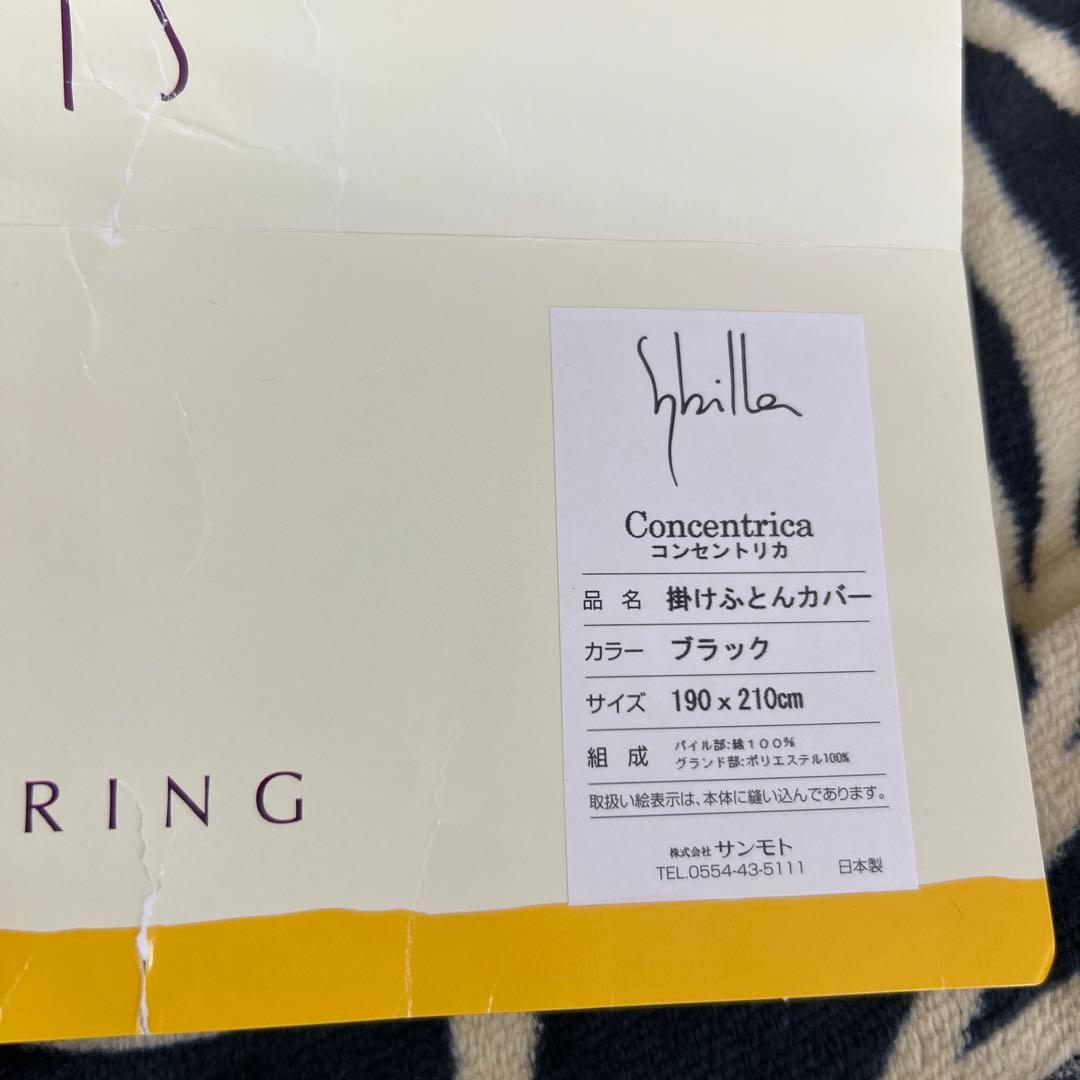 Sybilla
Concentrica
コンセントリカ
品 名 掛けふとんカバー
カラー ブラック
サイズ 190 x 210cm
組 成 パイル部:綿100%
グランド部:ポリエステル100%
取扱い絵表示は、本体に縫い込んであります。
株式会社 サンモト
TEL.0554-43-5111 日本製
RING